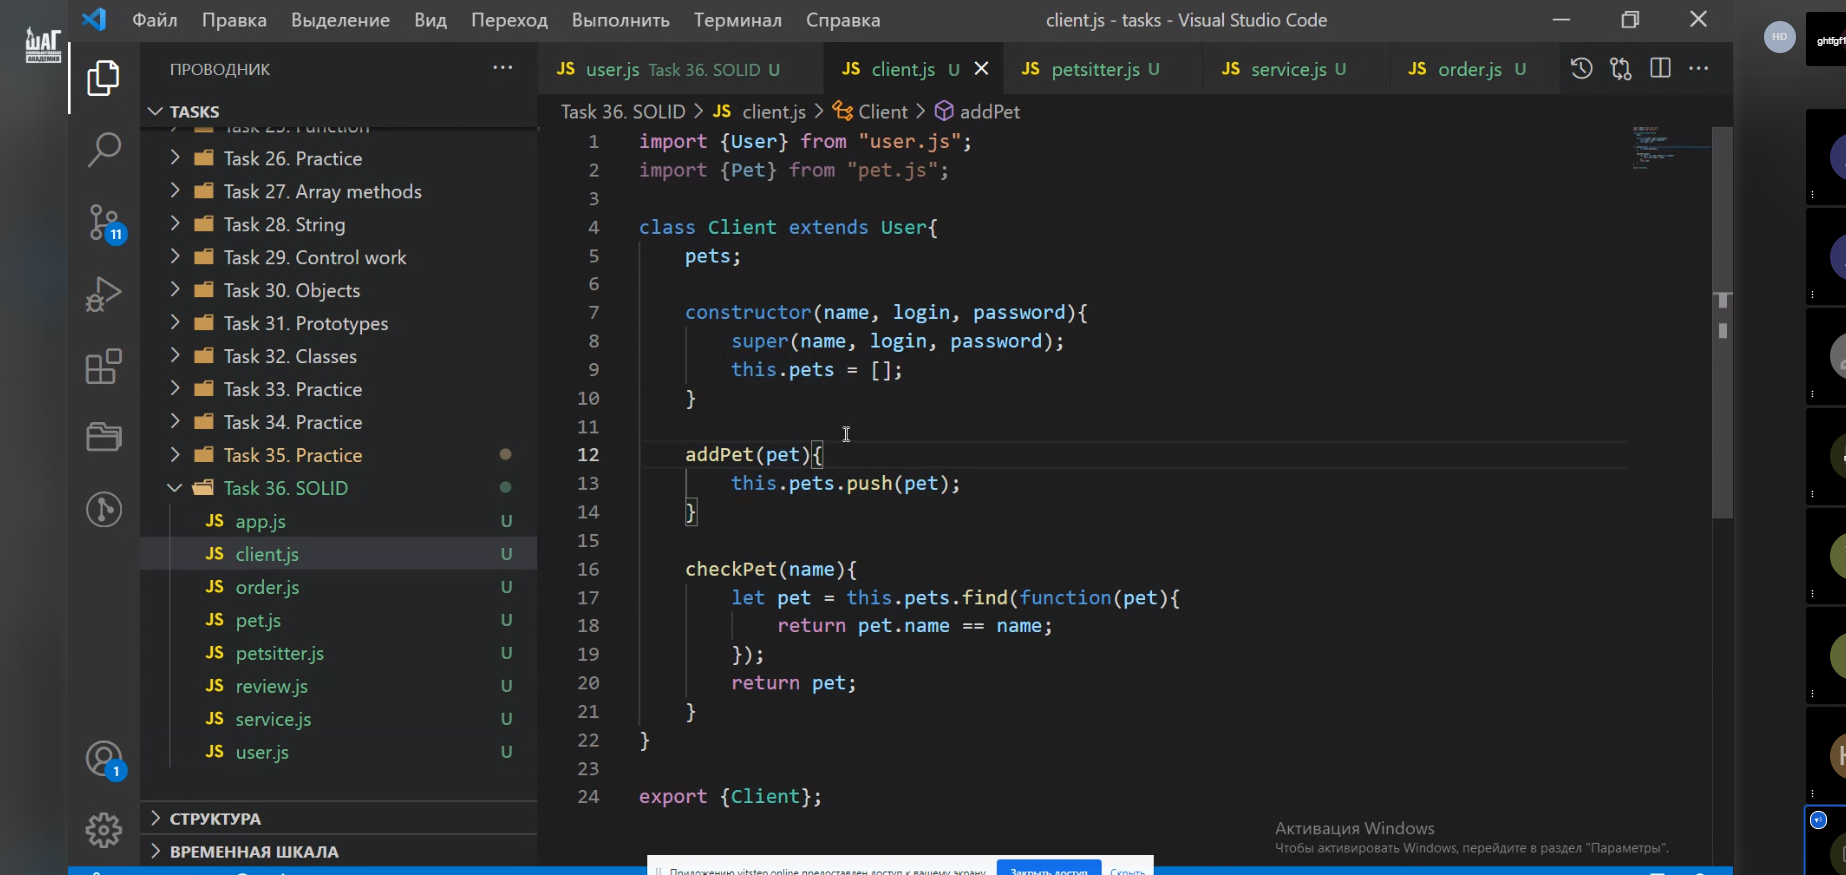 Файл Правка Выделение Вид Переход Выполнить Терминал Справка
client.js - tasks - Visual Studio Code
HD
ghtfgf1
ШАГ
КОМПЬЮТЕРНАЯ
АКАДЕМИЯ
ПРОВОДНИК
TASKS
Task 25. Function
Task 26. Practice
Task 27. Array methods
Task 28. String
Task 29. Control work
Task 30. Objects
Task 31. Prototypes
Task 32. Classes
Task 33. Practice
Task 34. Practice
Task 35. Practice
Task 36. SOLID
JS app.js U
JS client.js U
JS order.js U
JS pet.js U
JS petsitter.js U
JS review.js U
JS service.js U
JS user.js U
СТРУКТУРА
ВРЕМЕННАЯ ШКАЛА
11
1
JS user.js Task 36. SOLID U
JS client.js U
JS petsitter.js U
JS service.js U
JS order.js U
Task 36. SOLID > JS client.js > Client > addPet
1 import {User} from "user.js";
2 import {Pet} from "pet.js";
3
4 class Client extends User{
5 pets;
6
7 constructor(name, login, password){
8 super(name, login, password);
9 this.pets = [];
10 }
11
12 addPet(pet){
13 this.pets.push(pet);
14 }
15
16 checkPet(name){
17 let pet = this.pets.find(function(pet){
18 return pet.name == name;
19 });
20 return pet;
21 }
22 }
23
24 export {Client};
Активация Windows
Чтобы активировать Windows, перейдите в раздел "Параметры".
Приложению vitstep.online предоставлен доступ к вашему экрану.
Закрыть доступ
Скрыть